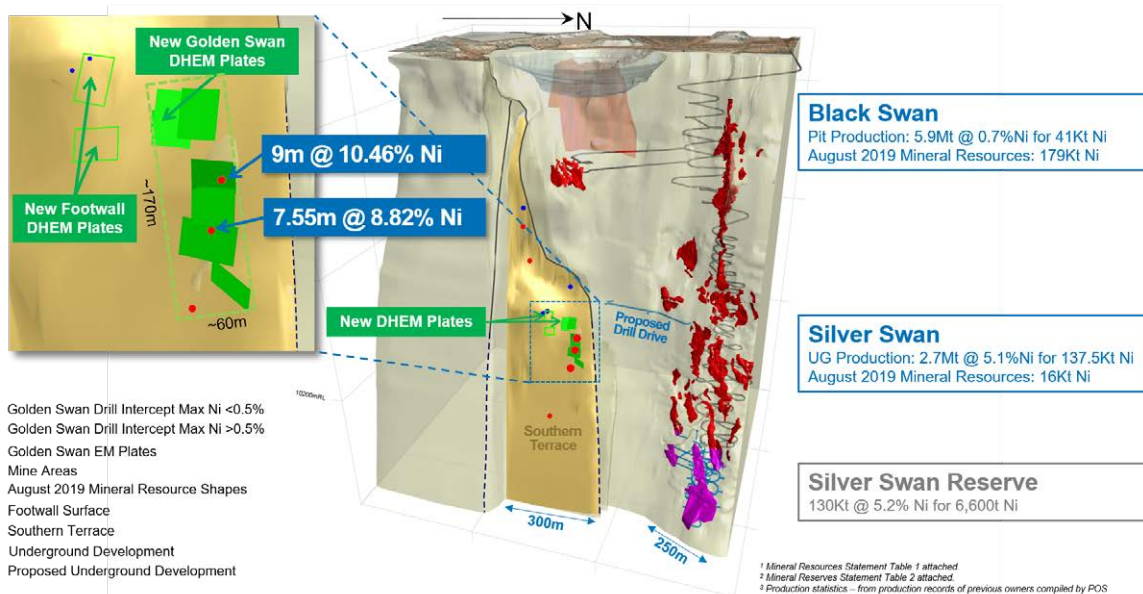 N
New Golden Swan
DHEM Plates
9m @ 10.46% Ni
7.55m @ 8.82% Ni
New Footwall
DHEM Plates
~170m
~60m
New DHEM Plates
Proposed
Drill Drive
10200mRL
Southern
Terrace
300m
250m
Black Swan
Pit Production: 5.9Mt @ 0.7%Ni for 41Kt Ni
August 2019 Mineral Resources: 179Kt Ni
Silver Swan
UG Production: 2.7Mt @ 5.1%Ni for 137.5Kt Ni
August 2019 Mineral Resources: 16Kt Ni
Silver Swan Reserve
130Kt @ 5.2% Ni for 6,600t Ni
Golden Swan Drill Intercept Max Ni <0.5%
Golden Swan Drill Intercept Max Ni >0.5%
Golden Swan EM Plates
Mine Areas
August 2019 Mineral Resource Shapes
Footwall Surface
Southern Terrace
Underground Development
Proposed Underground Development
¹ Mineral Resources Statement Table 1 attached.
² Mineral Reserves Statement Table 2 attached.
³ Production statistics – from production records of previous owners compiled by POS